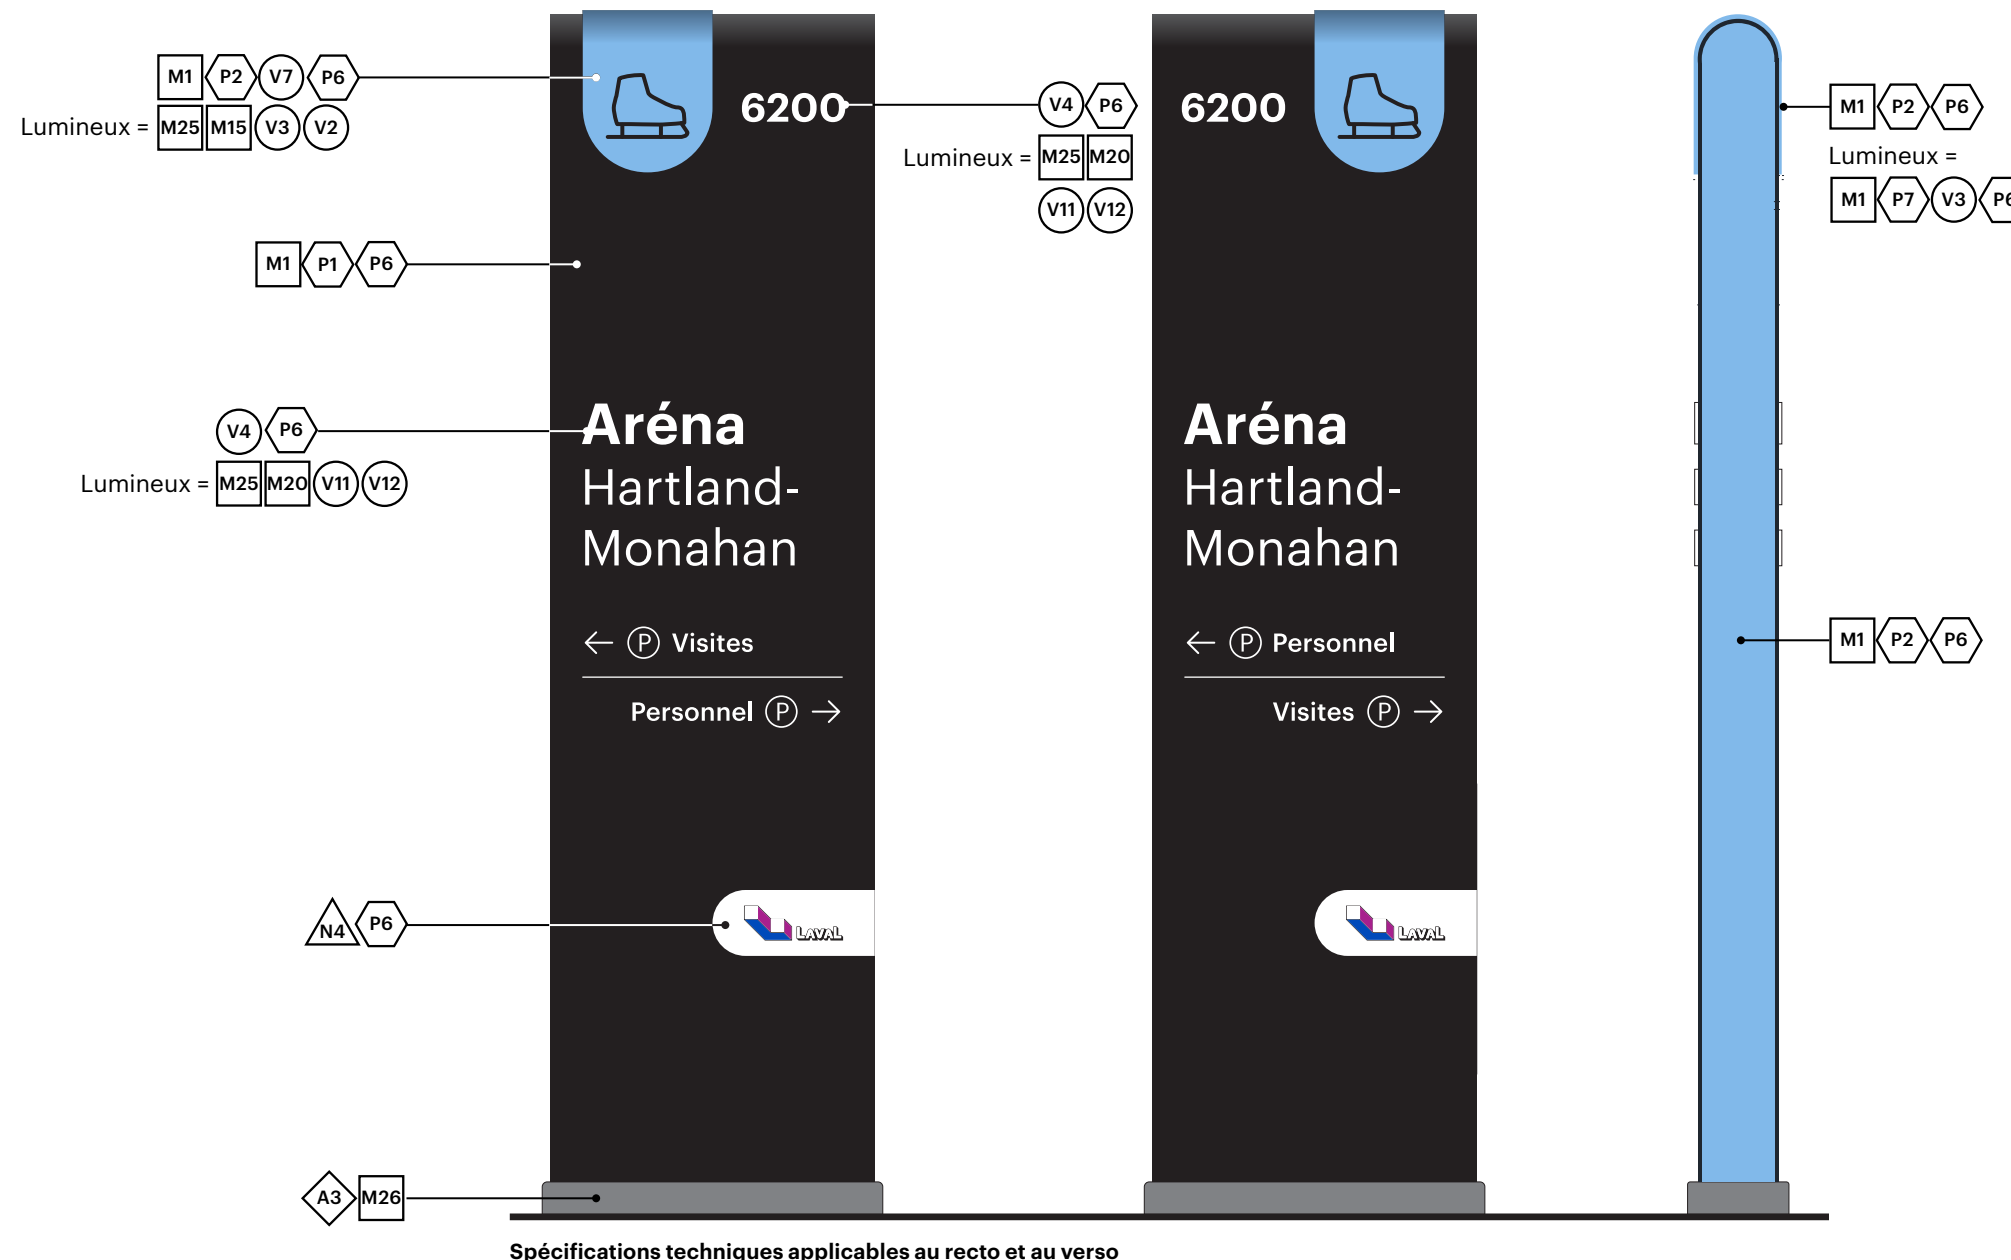 M1 P2 V7 P6
Lumineux = M25 M15 V3 V2
M1 P1 P6
V4 P6
Lumineux = M25 M20 V11 V12
N4 P6
A3 M26
6200
Aréna
Hartland-
Monahan
← P Visites
Personnel P →
LAVAL
V4 P6
Lumineux = M25 M20
V11 V12
6200
Aréna
Hartland-
Monahan
← P Personnel
Visites P →
LAVAL
M1 P2 P6
Lumineux =
M1 P7 V3 P6
M1 P2 P6
Spécifications techniques applicables au recto et au verso